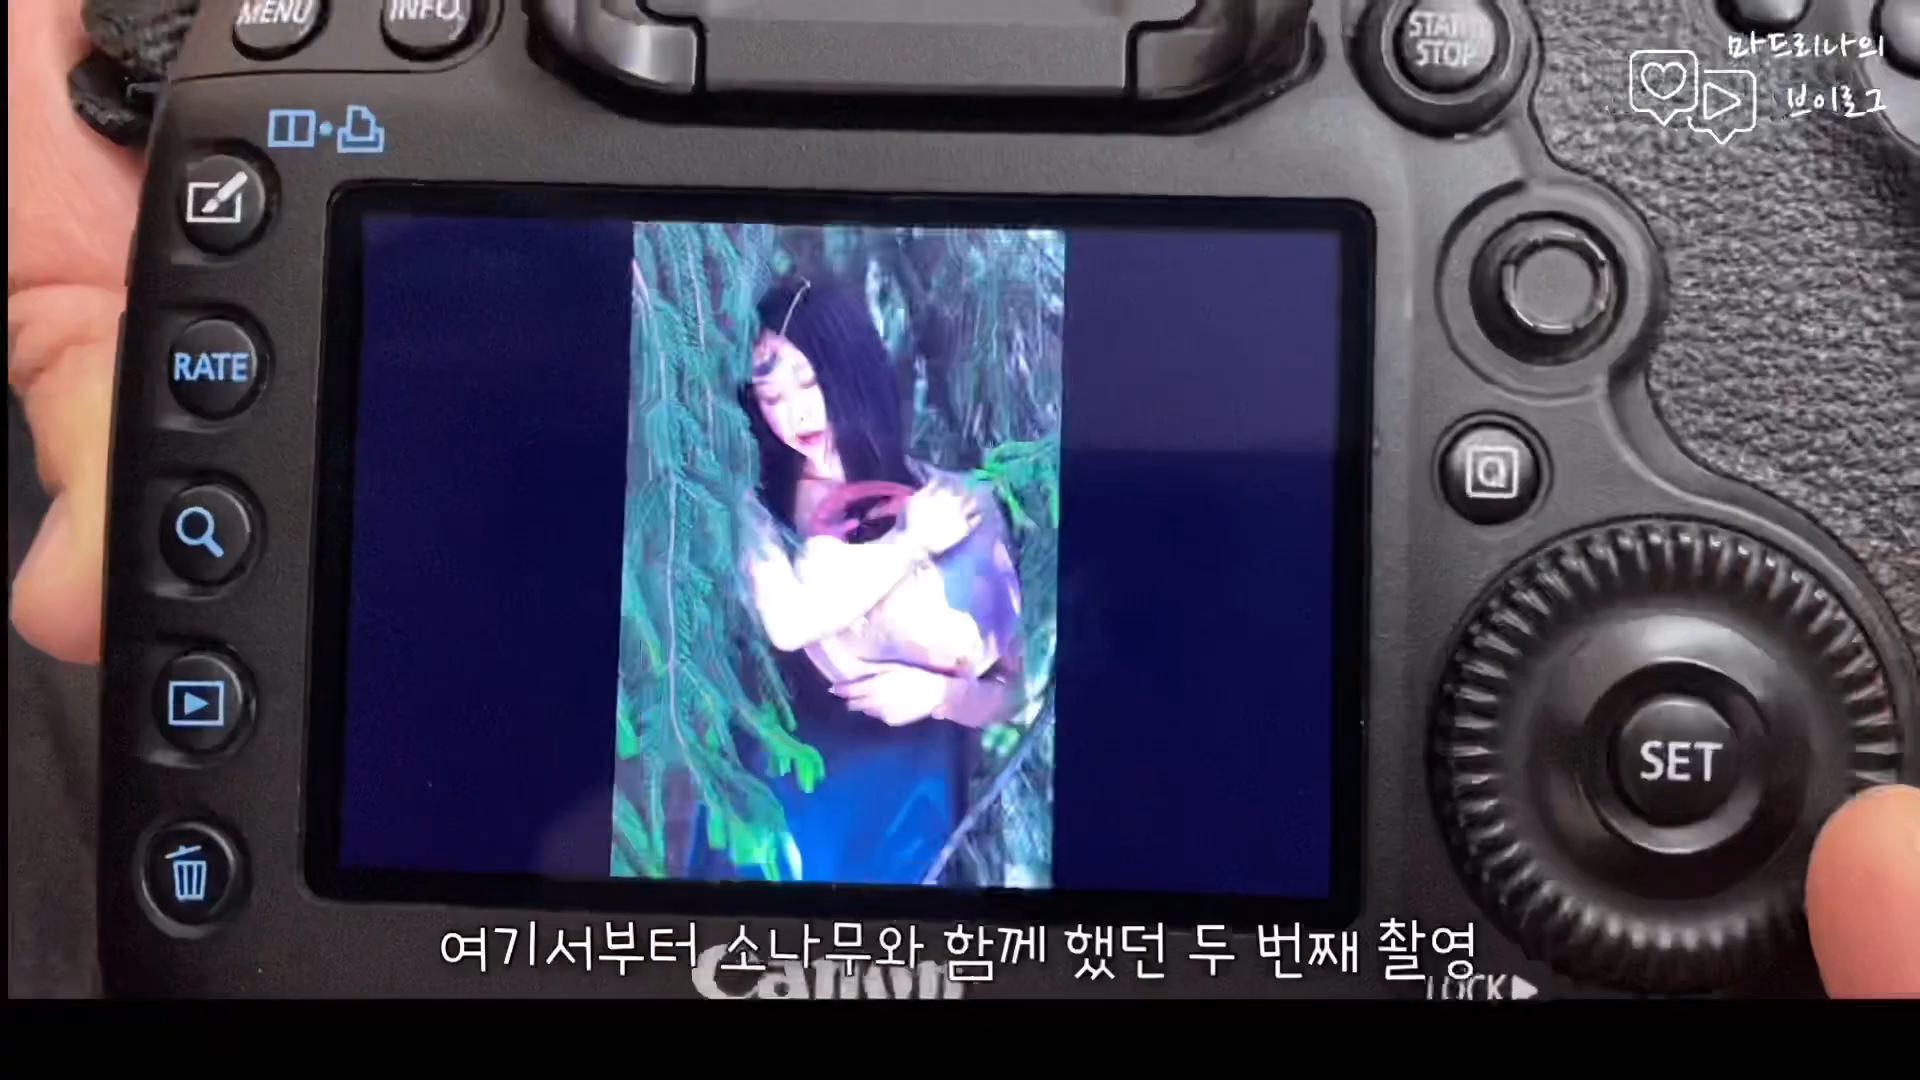 MENU
INFO
START
STOP
마드리나의
브이로그
RATE
Q
SET
여기서부터 소나무와 함께 했던 두 번째 촬영
Canon
LOCK